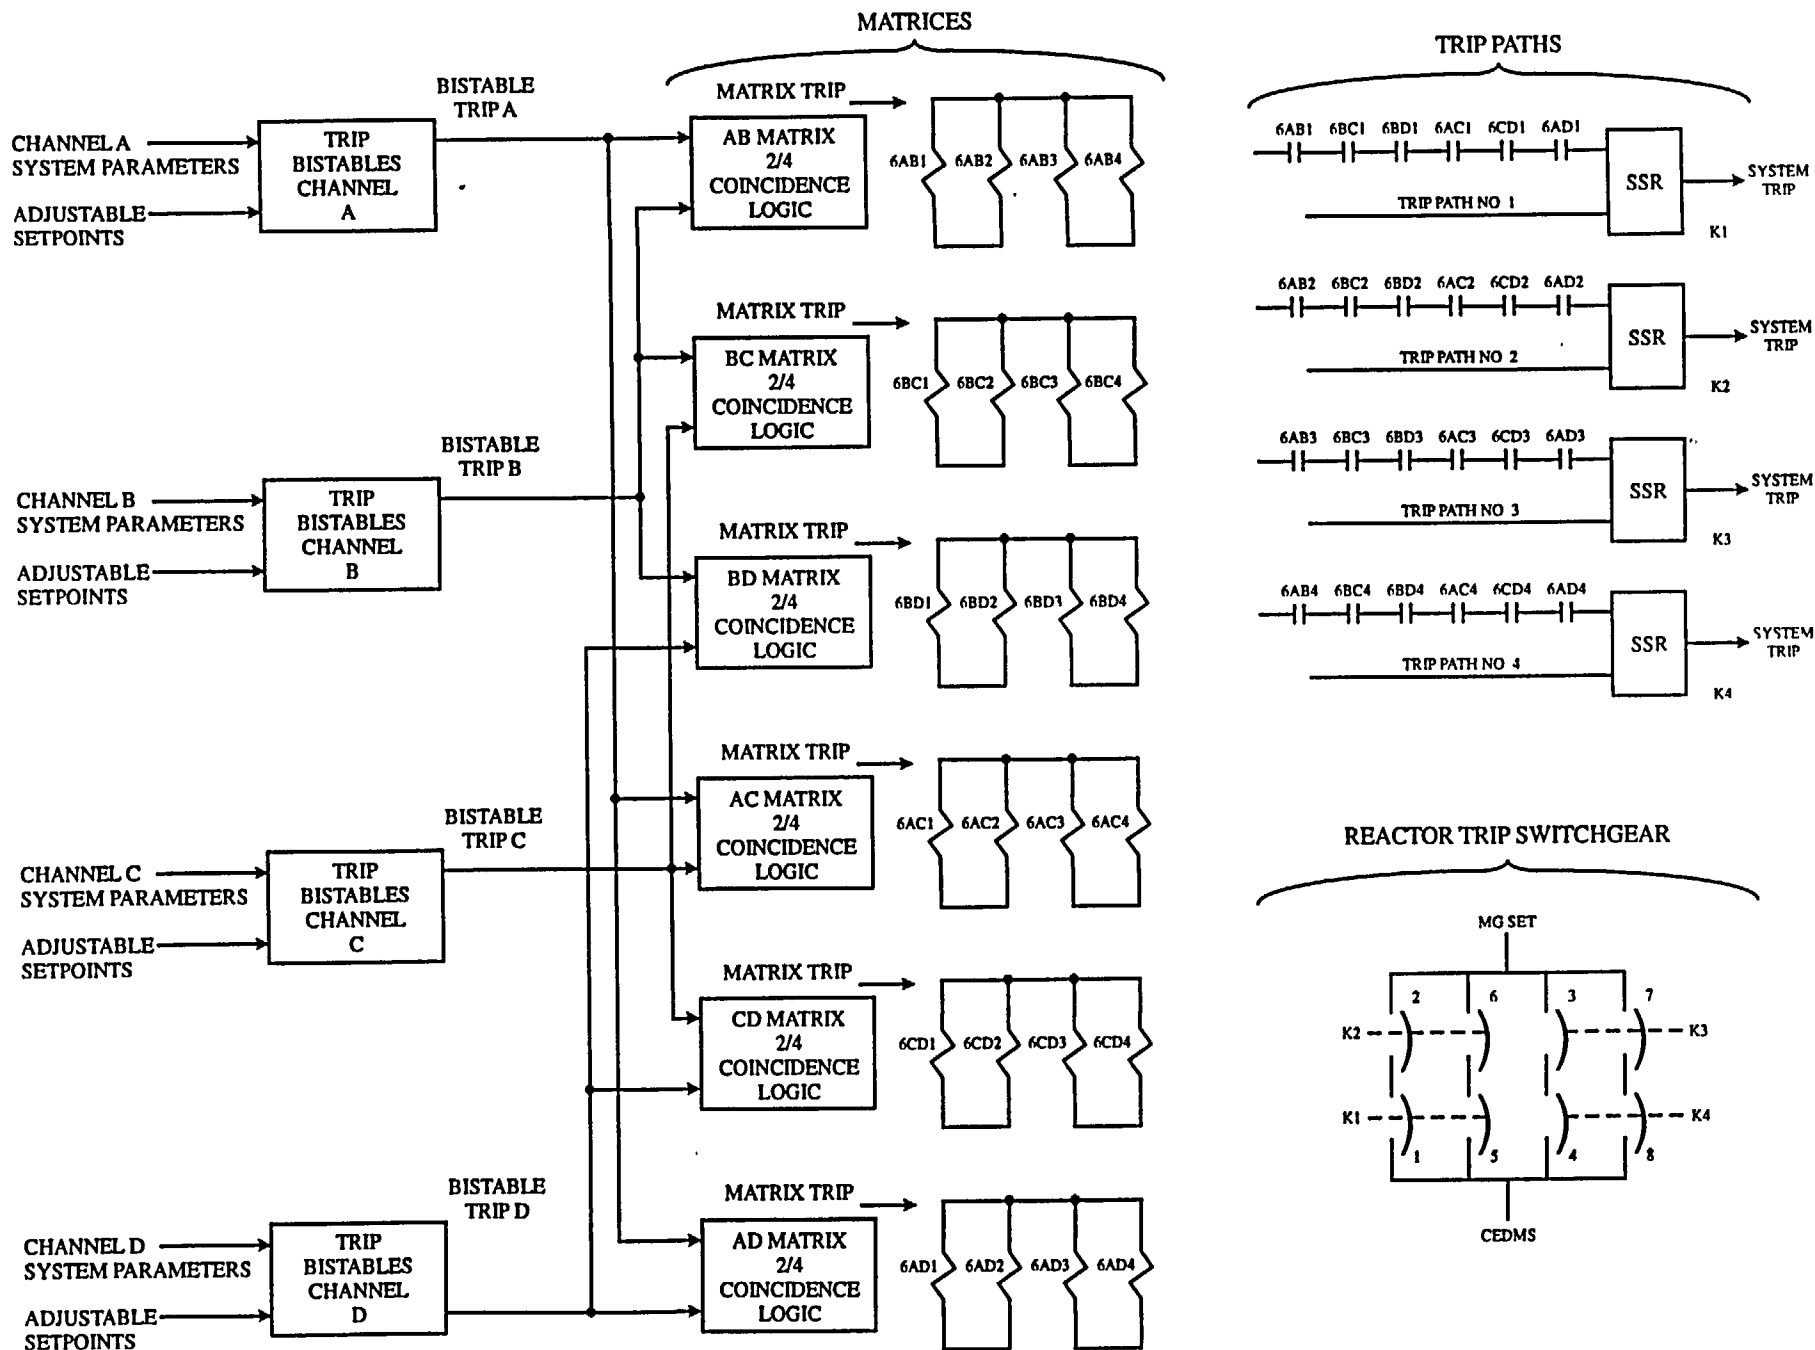 MATRICES
TRIP PATHS
REACTOR TRIP SWITCHGEAR
CHANNEL A
SYSTEM PARAMETERS
ADJUSTABLE
SETPOINTS
TRIP
BISTABLES
CHANNEL
A
BISTABLE
TRIP A
CHANNEL B
SYSTEM PARAMETERS
ADJUSTABLE
SETPOINTS
TRIP
BISTABLES
CHANNEL
B
BISTABLE
TRIP B
CHANNEL C
SYSTEM PARAMETERS
ADJUSTABLE
SETPOINTS
TRIP
BISTABLES
CHANNEL
C
BISTABLE
TRIP C
CHANNEL D
SYSTEM PARAMETERS
ADJUSTABLE
SETPOINTS
TRIP
BISTABLES
CHANNEL
D
BISTABLE
TRIP D
MATRIX TRIP
AB MATRIX
2/4
COINCIDENCE
LOGIC
6AB1 6AB2 6AB3 6AB4
MATRIX TRIP
BC MATRIX
2/4
COINCIDENCE
LOGIC
6BC1 6BC2 6BC3 6BC4
MATRIX TRIP
BD MATRIX
2/4
COINCIDENCE
LOGIC
6BD1 6BD2 6BD3 6BD4
MATRIX TRIP
AC MATRIX
2/4
COINCIDENCE
LOGIC
6AC1 6AC2 6AC3 6AC4
MATRIX TRIP
CD MATRIX
2/4
COINCIDENCE
LOGIC
6CD1 6CD2 6CD3 6CD4
MATRIX TRIP
AD MATRIX
2/4
COINCIDENCE
LOGIC
6AD1 6AD2 6AD3 6AD4
6AB1 6BC1 6BD1 6AC1 6CD1 6AD1
SSR
SYSTEM
TRIP
TRIP PATH NO 1
K1
6AB2 6BC2 6BD2 6AC2 6CD2 6AD2
SSR
SYSTEM
TRIP
TRIP PATH NO 2
K2
6AB3 6BC3 6BD3 6AC3 6CD3 6AD3
SSR
SYSTEM
TRIP
TRIP PATH NO 3
K3
6AB4 6BC4 6BD4 6AC4 6CD4 6AD4
SSR
SYSTEM
TRIP
TRIP PATH NO 4
K4
MG SET
2 6 3 7
K2 K3
K1 K4
1 5 4 8
CEDMS